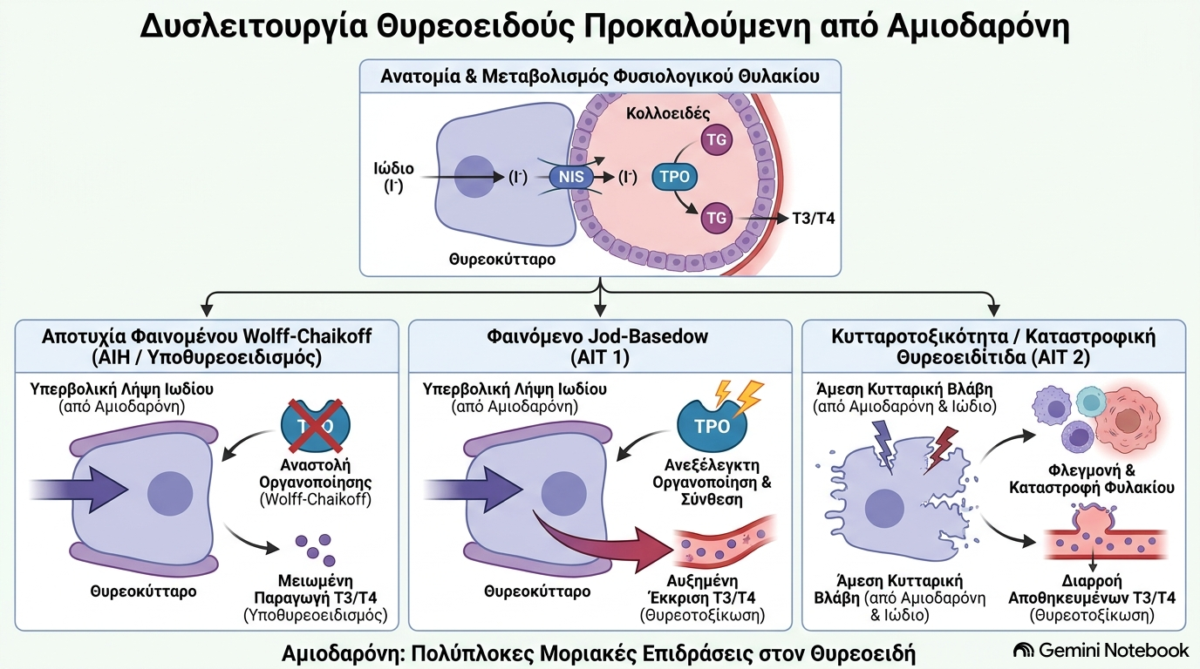 Δυσλειτουργία Θυρεοειδούς Προκαλούμενη από Αμιοδαρόνη
Ανατομία & Μεταβολισμός Φυσιολογικού Θυλακίου
Κολλοειδές
TG
Ιώδιο
(I⁻)
(I⁻)
NIS
(I⁻)
TPO
TG
T3/T4
Θυρεοκύτταρο
Αποτυχία Φαινομένου Wolff-Chaikoff
(AIH / Υποθυρεοειδισμός)
Υπερβολική Λήψη Ιωδίου
(από Αμιοδαρόνη)
TPO
Αναστολή
Οργανοποίησης
(Wolff-Chaikoff)
Μειωμένη
Παραγωγή T3/T4
(Υποθυρεοειδισμός)
Θυρεοκύτταρο
Φαινόμενο Jod-Basedow
(AIT 1)
Υπερβολική Λήψη Ιωδίου
(από Αμιοδαρόνη)
TPO
Ανεξέλεγκτη
Οργανοποίηση &
Σύνθεση
Αυξημένη
Έκκριση T3/T4
(Θυρεοτοξίκωση)
Θυρεοκύτταρο
Κυτταροτοξικότητα / Καταστροφική
Θυρεοειδίτιδα (AIT 2)
Άμεση Κυτταρική Βλάβη
(από Αμιοδαρόνη & Ιώδιο)
Φλεγμονή &
Καταστροφή Φυλακίου
Άμεση Κυτταρική
Βλάβη (από Αμιοδαρόνη
& Ιώδιο)
Διαρροή
Αποθηκευμένων T3/T4
(Θυρεοτοξίκωση)
Αμιοδαρόνη: Πολύπλοκες Μοριακές Επιδράσεις στον Θυρεοειδή
Gemini Notebook